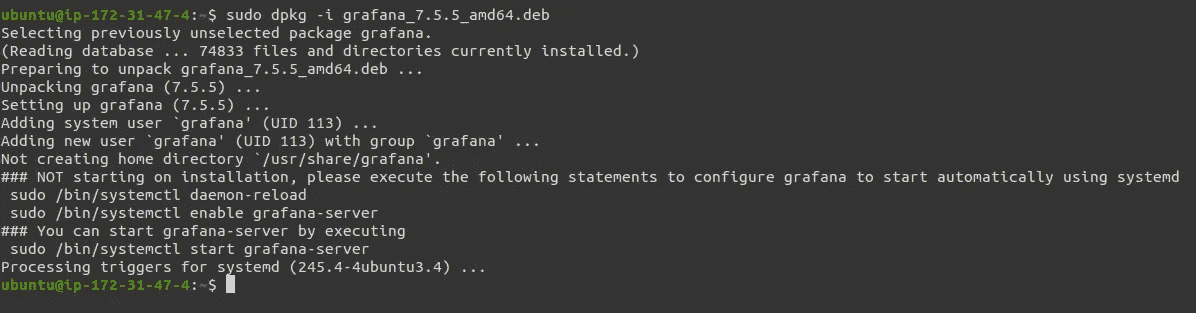 ubuntu@ip-172-31-47-4:~$ sudo dpkg -i grafana_7.5.5_amd64.deb
Selecting previously unselected package grafana.
(Reading database ... 74833 files and directories currently installed.)
Preparing to unpack grafana_7.5.5_amd64.deb ...
Unpacking grafana (7.5.5) ...
Setting up grafana (7.5.5) ...
Adding system user `grafana' (UID 113) ...
Adding new user `grafana' (UID 113) with group `grafana' ...
Not creating home directory `/usr/share/grafana'.
### NOT starting on installation, please execute the following statements to configure grafana to start automatically using systemd
 sudo /bin/systemctl daemon-reload
 sudo /bin/systemctl enable grafana-server
### You can start grafana-server by executing
 sudo /bin/systemctl start grafana-server
Processing triggers for systemd (245.4-4ubuntu3.4) ...
ubuntu@ip-172-31-47-4:~$